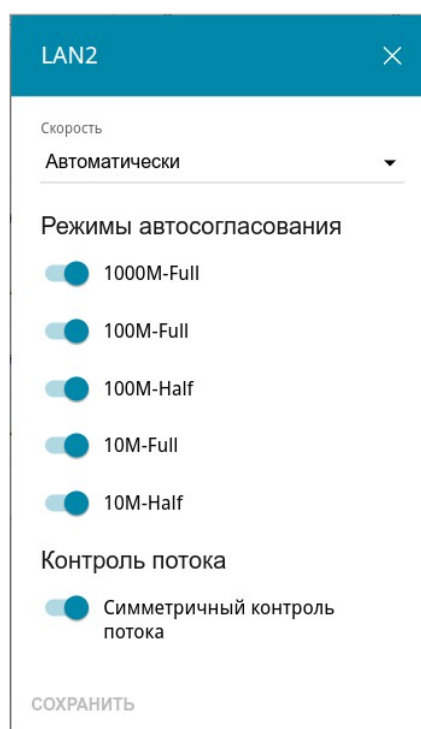 LAN2
Скорость
Автоматически
Режимы автосогласования
1000M-Full
100M-Full
100M-Half
10M-Full
10M-Half
Контроль потока
Симметричный контроль
потока
СОХРАНИТЬ